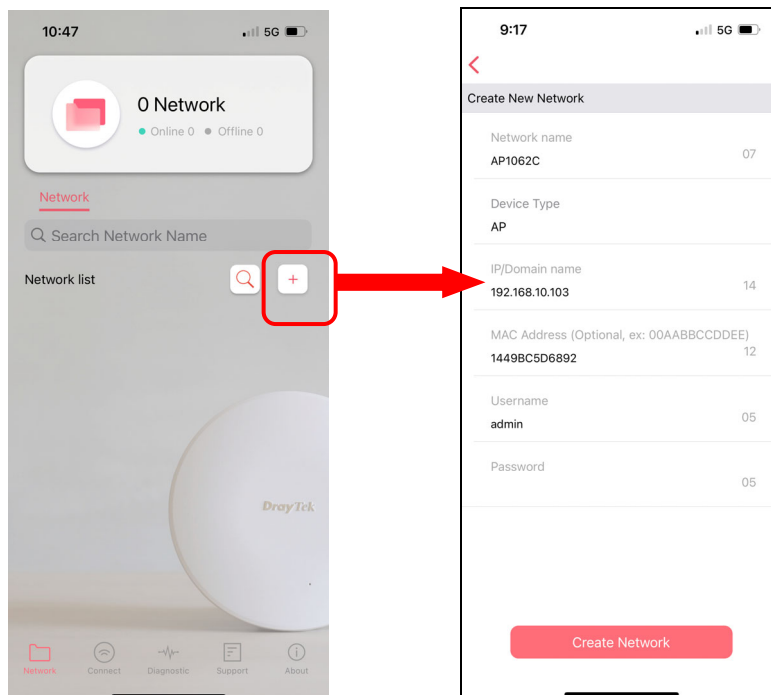 10:47
5G
0 Network
Online 0 Offline 0
Network
Search Network Name
Network list
+
DrayTek
Network Connect Diagnostic Support About
9:17
5G
Create New Network
Network name
AP1062C 07
Device Type
AP
IP/Domain name
192.168.10.103 14
MAC Address (Optional, ex: 00AABBCCDDEE)
1449BC5D6892 12
Username
admin 05
Password
05
Create Network